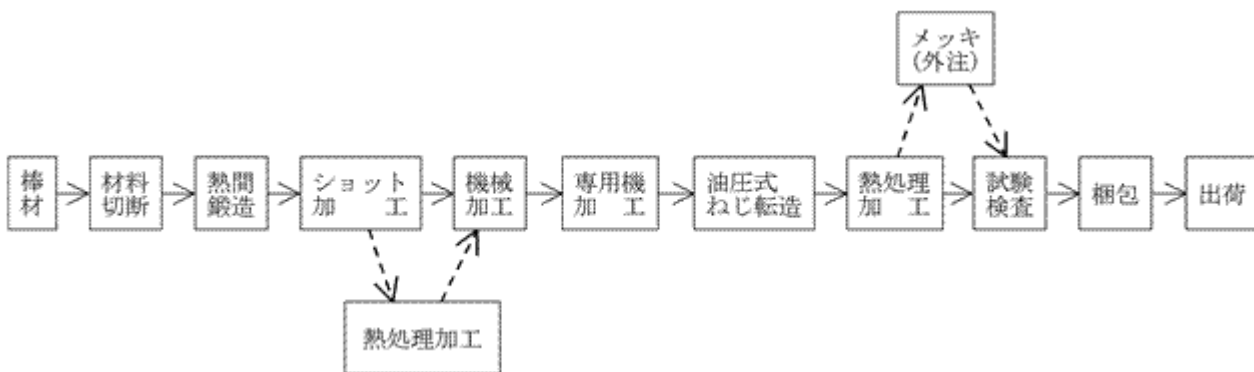 メッキ
(外注)
棒
材
材料
切断
熱間
鍛造
ショット
加　工
機械
加工
専用機
加　工
油圧式
ねじ転造
熱処理
加　工
試験
検査
梱包
出荷
熱処理加工